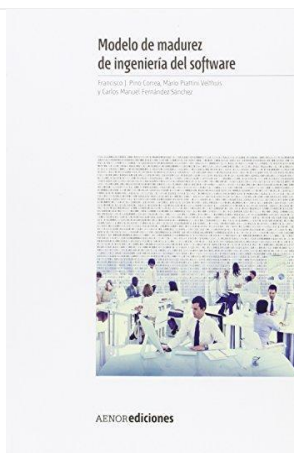 Modelo de madurez
de ingeniería del software
Francisco J. Pino Correa, Mario Piattini Velthuis
y Carlos Manuel Fernández Sánchez
AENORediciones